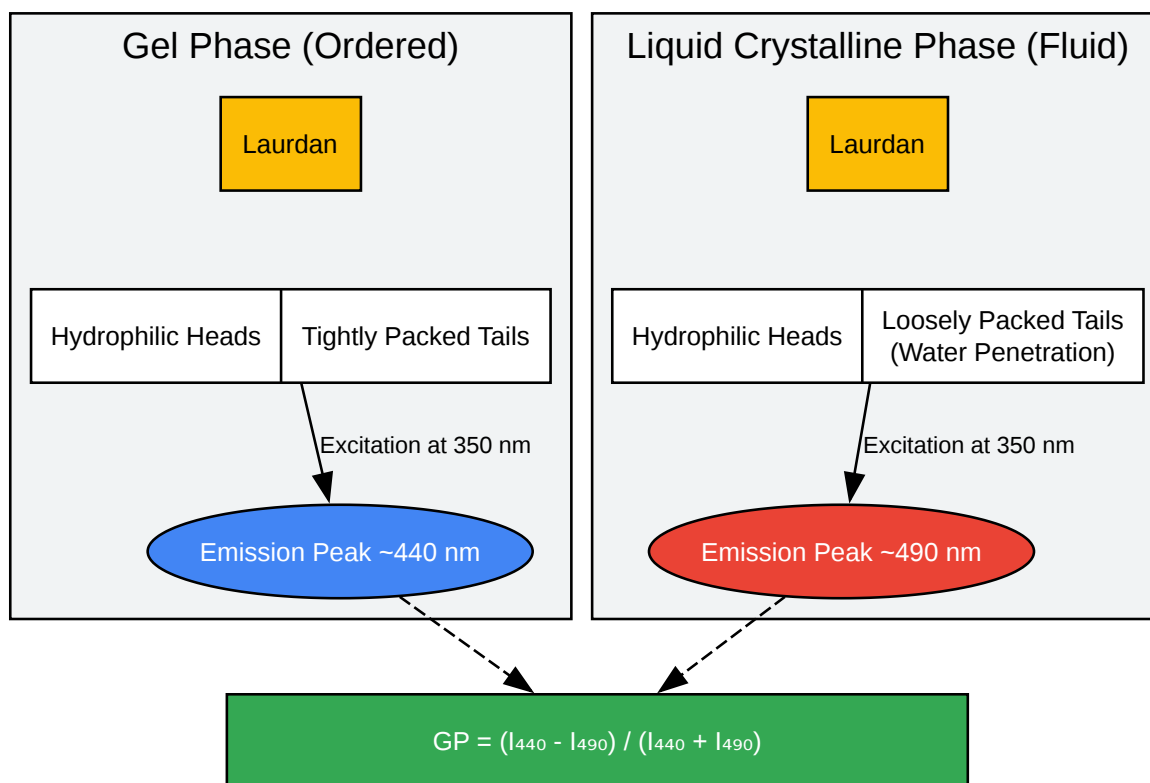 Gel Phase (Ordered)
Laurdan
Hydrophilic Heads
Tightly Packed Tails
Excitation at 350 nm
Emission Peak ~440 nm
Liquid Crystalline Phase (Fluid)
Laurdan
Hydrophilic Heads
Loosely Packed Tails
(Water Penetration)
Excitation at 350 nm
Emission Peak ~490 nm
GP = (I₄₄₀ - I₄₉₀) / (I₄₄₀ + I₄₉₀)